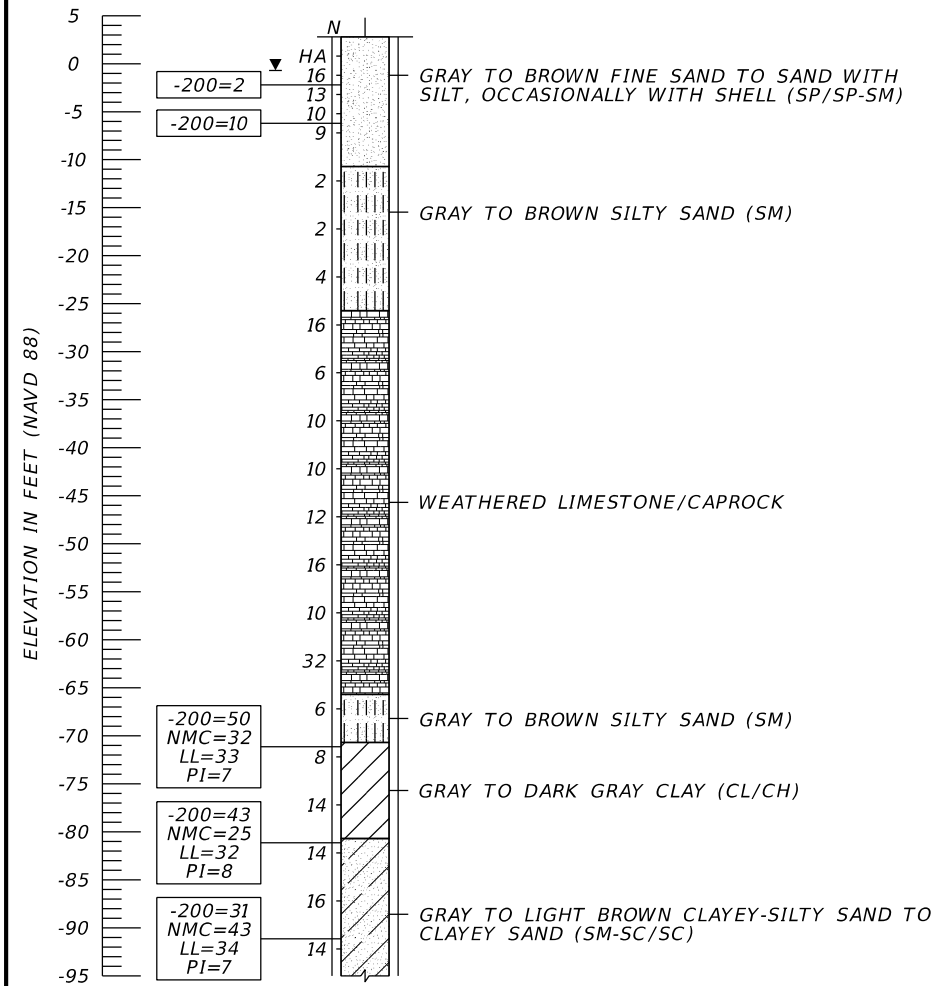 5
0
-5
-10
-15
-20
-25
-30
-35
-40
-45
-50
-55
-60
-65
-70
-75
-80
-85
-90
-95
ELEVATION IN FEET (NAVD 88)
-200=2
-200=10
-200=50
NMC=32
LL=33
PI=7
-200=43
NMC=25
LL=32
PI=8
-200=31
NMC=43
LL=34
PI=7
N
HA
16
13
10
9
2
2
4
16
6
10
10
12
16
10
32
6
8
14
14
16
14
GRAY TO BROWN FINE SAND TO SAND WITH
SILT, OCCASIONALLY WITH SHELL (SP/SP-SM)
GRAY TO BROWN SILTY SAND (SM)
WEATHERED LIMESTONE/CAPROCK
GRAY TO BROWN SILTY SAND (SM)
GRAY TO DARK GRAY CLAY (CL/CH)
GRAY TO LIGHT BROWN CLAYEY-SILTY SAND TO
CLAYEY SAND (SM-SC/SC)